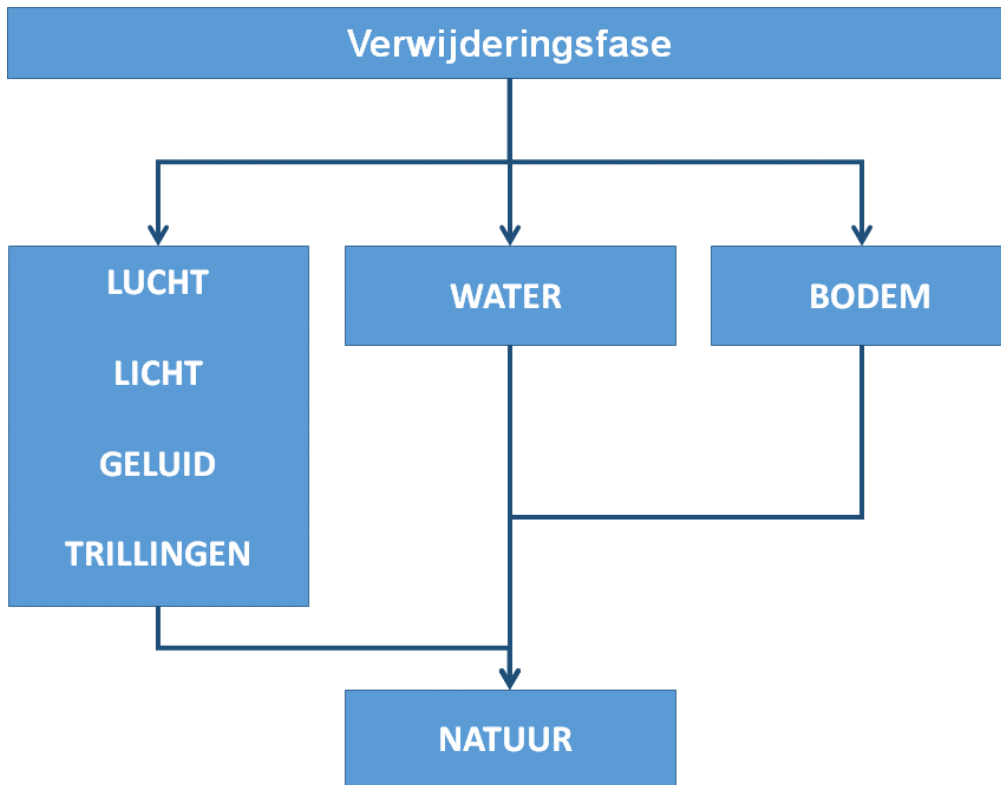 Verwijderingsfase
LUCHT
LICHT
GELUID
TRILLINGEN
WATER
BODEM
NATUUR